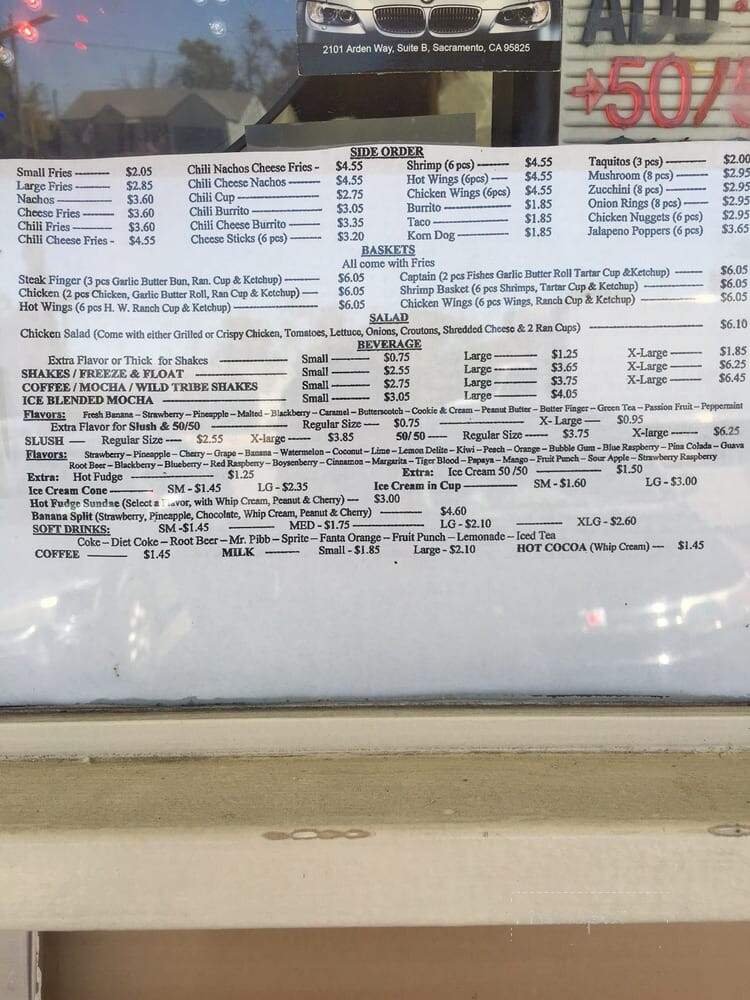 2101 Arden Way, Suite B, Sacramento, CA 95825
ADD
→50/5
SIDE ORDER
Small Fries $2.05 Chili Nachos Cheese Fries - $4.55 Shrimp (6 pcs) $4.55 Taquitos (3 pcs) $2.00
Large Fries $2.85 Chili Cheese Nachos $4.55 Hot Wings (6pcs) $4.55 Mushroom (8 pcs) $2.95
Nachos $3.60 Chili Cup $2.75 Chicken Wings (6pcs) $4.55 Zucchini (8 pcs) $2.95
Cheese Fries $3.60 Chili Burrito $3.05 Burrito $1.85 Onion Rings (8 pcs) $2.95
Chili Fries $3.60 Chili Cheese Burrito $3.35 Taco $1.85 Chicken Nuggets (6 pcs) $2.95
Chili Cheese Fries - $4.55 Cheese Sticks (6 pcs) $3.20 Korn Dog $1.85 Jalapeno Poppers (6 pcs) $3.65
BASKETS
All come with Fries
Steak Finger (3 pcs Garlic Butter Bun, Ran. Cup & Ketchup) $6.05 Captain (2 pcs Fishes Garlic Butter Roll Tartar Cup &Ketchup) $6.05
Chicken (2 pcs Chicken, Garlic Butter Roll, Ran Cup & Ketchup) $6.05 Shrimp Basket (6 pcs Shrimps, Tartar Cup & Ketchup) $6.05
Hot Wings (6 pcs H. W. Ranch Cup & Ketchup) $6.05 Chicken Wings (6 pcs Wings, Ranch Cup & Ketchup) $6.05
SALAD
Chicken Salad (Come with either Grilled or Crispy Chicken, Tomatoes, Lettuce, Onions, Croutons, Shredded Cheese & 2 Ran Cups) $6.10
BEVERAGE
Extra Flavor or Thick for Shakes Small $0.75 Large $1.25 X-Large $1.85
SHAKES / FREEZE & FLOAT Small $2.55 Large $3.65 X-Large $6.25
COFFEE / MOCHA / WILD TRIBE SHAKES Small $2.75 Large $3.75 X-Large $6.45
ICE BLENDED MOCHA Small $3.05 Large $4.05
Flavors: Fresh Banana – Strawberry – Pineapple – Malted – Blackberry – Caramel – Butterscotch – Cookie & Cream – Peanut Butter – Butter Finger – Green Tea – Passion Fruit – Peppermint
Extra Flavor for Slush & 50/50 Regular Size $0.75 X- Large $0.95
SLUSH Regular Size $2.55 X-large $3.85 50/ 50 Regular Size $3.75 X-large $6.25
Flavors: Strawberry – Pineapple – Cherry – Grape – Banana – Watermelon – Coconut – Lime – Lemon Delite – Kiwi – Peach – Orange – Bubble Gum – Blue Raspberry – Pina Colada – Guava
Root Beer – Blackberry – Blueberry – Red Raspberry – Boysenberry – Cinnamon – Margarita – Tiger Blood – Papaya – Mango – Fruit Punch – Sour Apple – Strawberry Raspberry
Extra: Hot Fudge $1.25 Extra: Ice Cream 50 /50 $1.50
Ice Cream Cone SM - $1.45 LG - $2.35 Ice Cream in Cup SM - $1.60 LG - $3.00
Hot Fudge Sundae (Select a Flavor, with Whip Cream, Peanut & Cherry) $3.00
Banana Split (Strawberry, Pineapple, Chocolate, Whip Cream, Peanut & Cherry) $4.60
SOFT DRINKS: SM -$1.45 MED - $1.75 LG - $2.10 XLG - $2.60
Coke – Diet Coke – Root Beer – Mr. Pibb – Sprite – Fanta Orange – Fruit Punch – Lemonade – Iced Tea
COFFEE $1.45 MILK Small - $1.85 Large - $2.10 HOT COCOA (Whip Cream) $1.45